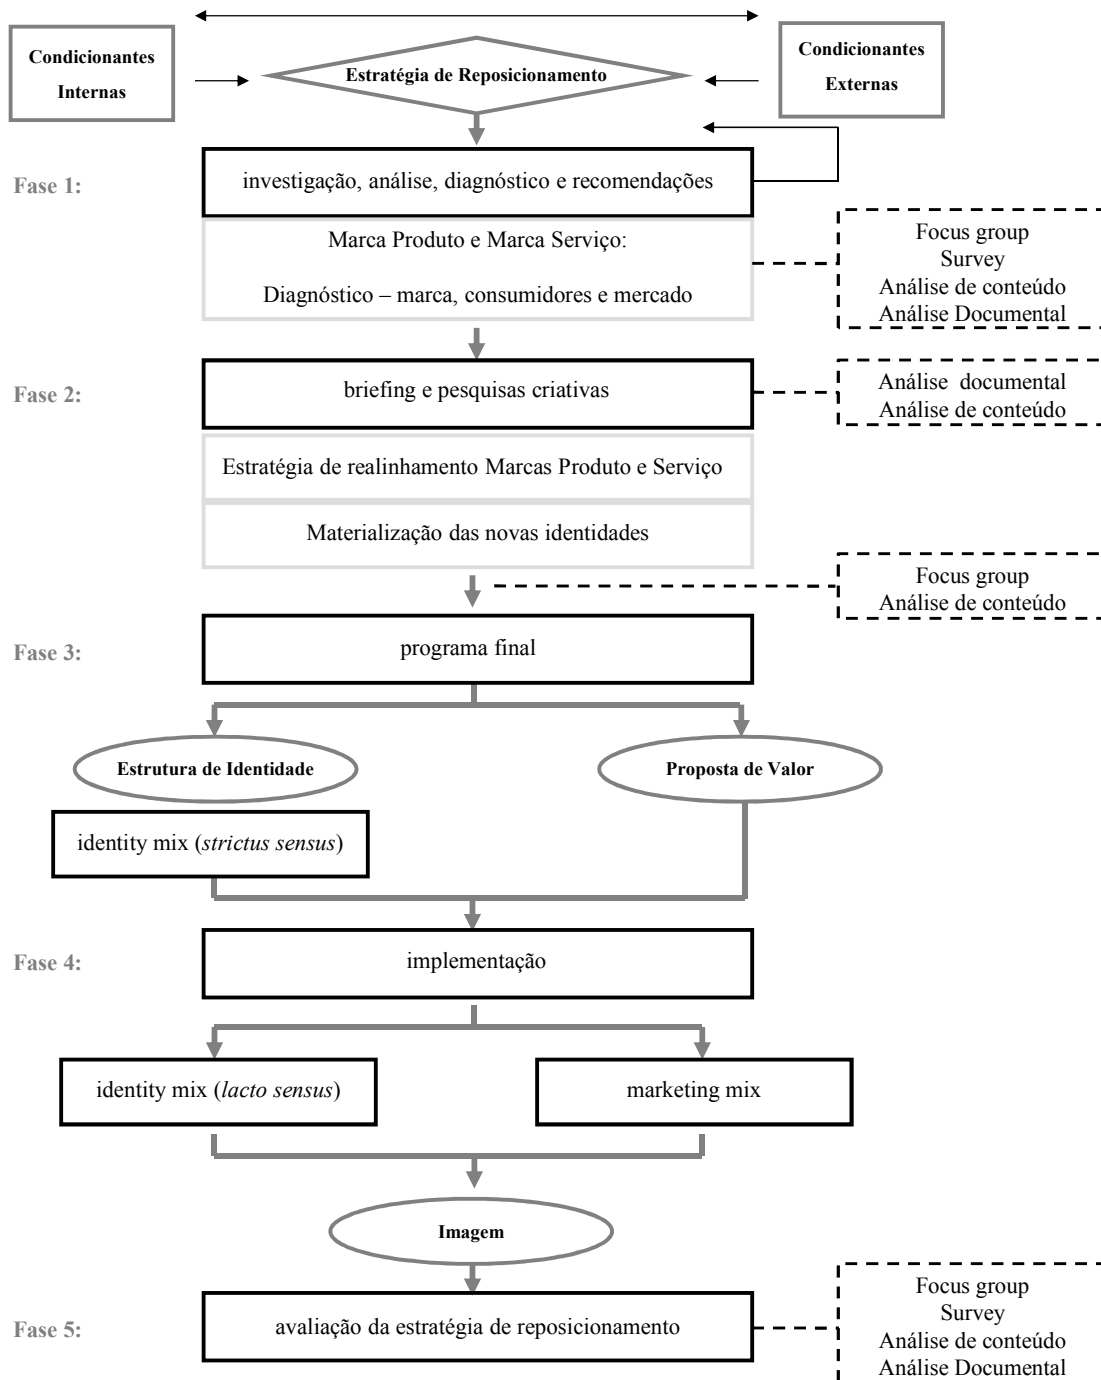 Condicionantes
Internas
Estratégia de Reposicionamento
Condicionantes
Externas
Fase 1:
investigação, análise, diagnóstico e recomendações
Marca Produto e Marca Serviço:
Diagnóstico – marca, consumidores e mercado
Focus group
Survey
Análise de conteúdo
Análise Documental
Fase 2:
briefing e pesquisas criativas
Análise documental
Análise de conteúdo
Estratégia de realinhamento Marcas Produto e Serviço
Materialização das novas identidades
Focus group
Análise de conteúdo
Fase 3:
programa final
Estrutura de Identidade
Proposta de Valor
identity mix (strictus sensus)
Fase 4:
implementação
identity mix (lacto sensus)
marketing mix
Imagem
Fase 5:
avaliação da estratégia de reposicionamento
Focus group
Survey
Análise de conteúdo
Análise Documental